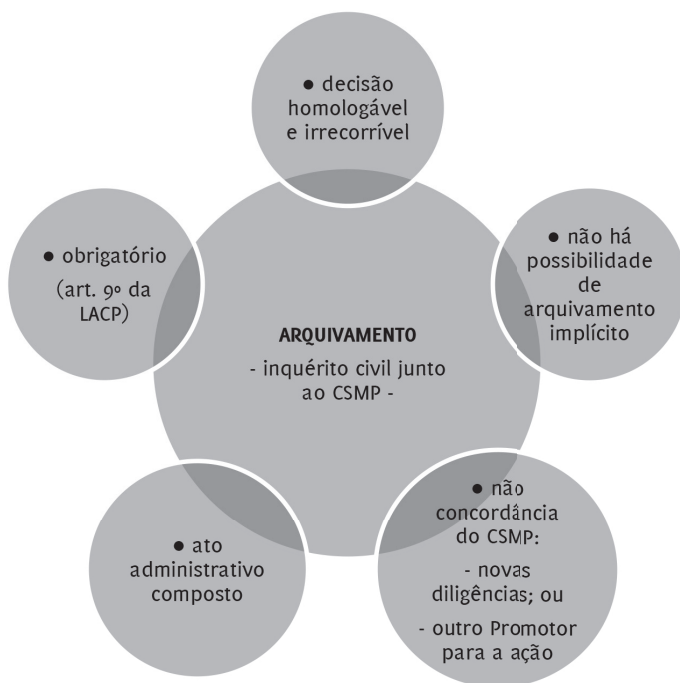 ● decisão
homologável
e irrecorrível
● obrigatório
(art. 9º da
LACP)
● não há
possibilidade
de
arquivamento
implícito
ARQUIVAMENTO
- inquérito civil junto
ao CSMP -
● ato
administrativo
composto
● não
concordância
do CSMP:
- novas
diligências; ou
- outro Promotor
para a ação